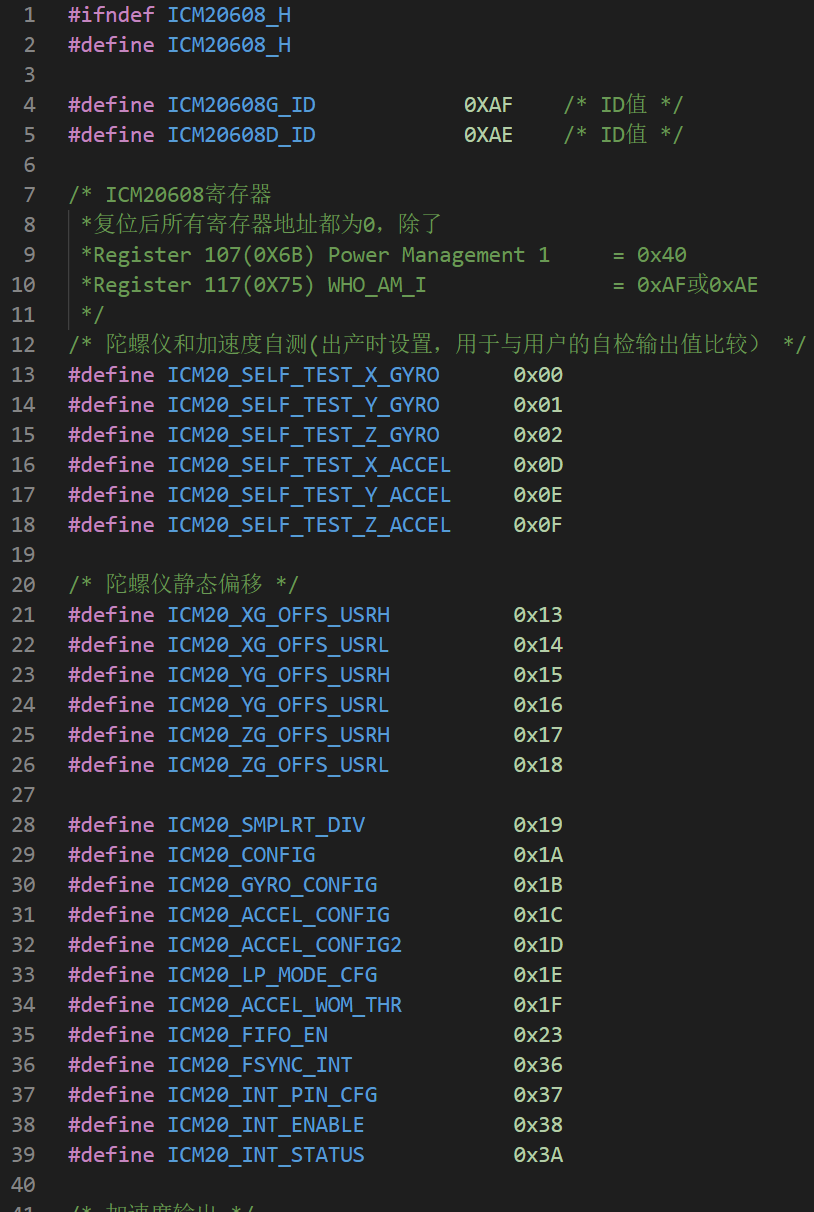 1 #ifndef ICM20608_H
2 #define ICM20608_H
3
4 #define ICM20608G_ID 0XAF /* ID值 */
5 #define ICM20608D_ID 0XAE /* ID值 */
6
7 /* ICM20608寄存器
8 *复位后所有寄存器地址都为0，除了
9 *Register 107(0X6B) Power Management 1 = 0x40
10 *Register 117(0X75) WHO_AM_I = 0xAF或0xAE
11 */
12 /* 陀螺仪和加速度自测(出产时设置，用于与用户的自检输出值比较） */
13 #define ICM20_SELF_TEST_X_GYRO 0x00
14 #define ICM20_SELF_TEST_Y_GYRO 0x01
15 #define ICM20_SELF_TEST_Z_GYRO 0x02
16 #define ICM20_SELF_TEST_X_ACCEL 0x0D
17 #define ICM20_SELF_TEST_Y_ACCEL 0x0E
18 #define ICM20_SELF_TEST_Z_ACCEL 0x0F
19
20 /* 陀螺仪静态偏移 */
21 #define ICM20_XG_OFFS_USRH 0x13
22 #define ICM20_XG_OFFS_USRL 0x14
23 #define ICM20_YG_OFFS_USRH 0x15
24 #define ICM20_YG_OFFS_USRL 0x16
25 #define ICM20_ZG_OFFS_USRH 0x17
26 #define ICM20_ZG_OFFS_USRL 0x18
27
28 #define ICM20_SMPLRT_DIV 0x19
29 #define ICM20_CONFIG 0x1A
30 #define ICM20_GYRO_CONFIG 0x1B
31 #define ICM20_ACCEL_CONFIG 0x1C
32 #define ICM20_ACCEL_CONFIG2 0x1D
33 #define ICM20_LP_MODE_CFG 0x1E
34 #define ICM20_ACCEL_WOM_THR 0x1F
35 #define ICM20_FIFO_EN 0x23
36 #define ICM20_FSYNC_INT 0x36
37 #define ICM20_INT_PIN_CFG 0x37
38 #define ICM20_INT_ENABLE 0x38
39 #define ICM20_INT_STATUS 0x3A
40
41 /* 加速度输出 */